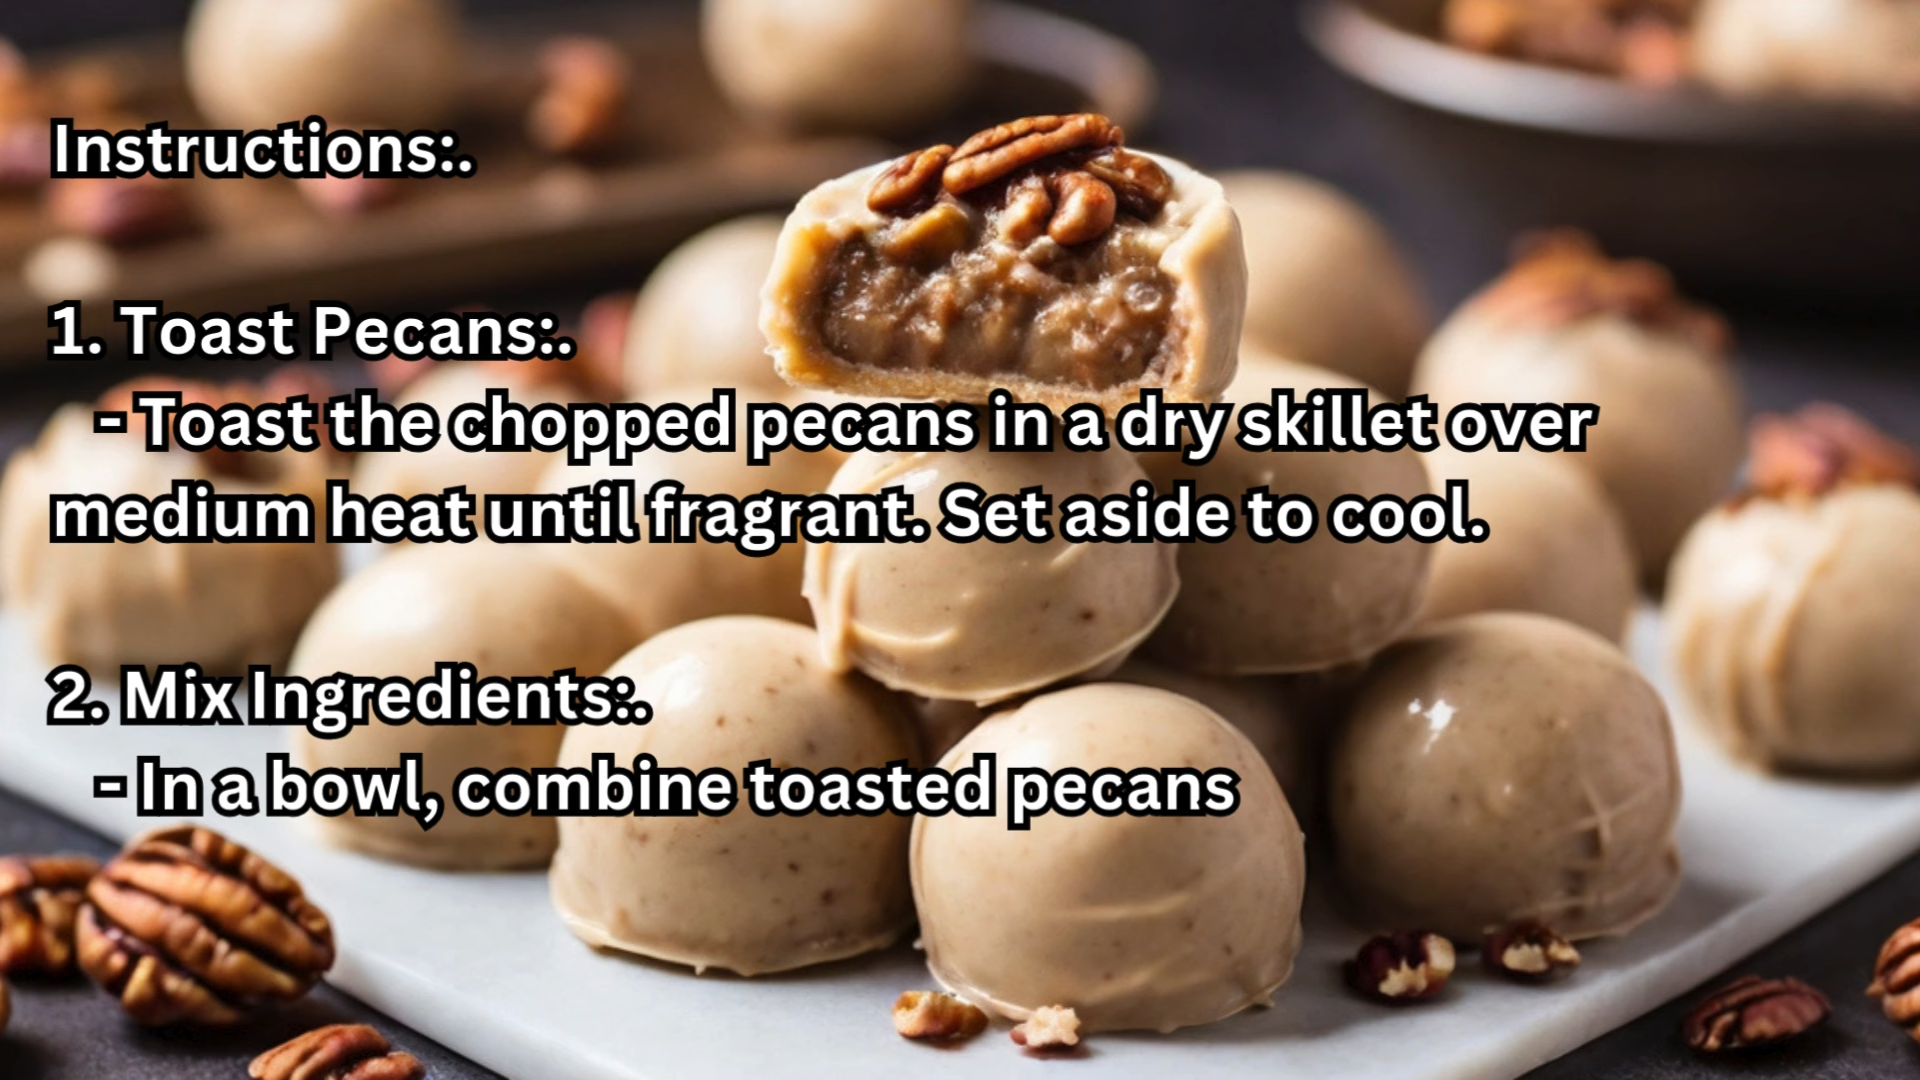 Instructions:.
1. Toast Pecans:.
- Toast the chopped pecans in a dry skillet over
medium heat until fragrant. Set aside to cool.
2. Mix Ingredients:.
- In a bowl, combine toasted pecans